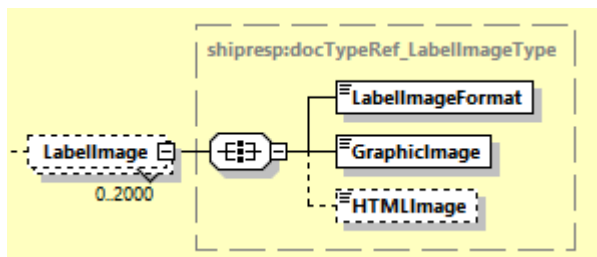 shipresp:docTypeRef_LabelImageType
LabelImageFormat
LabelImage
GraphicImage
0..2000
HTMLImage